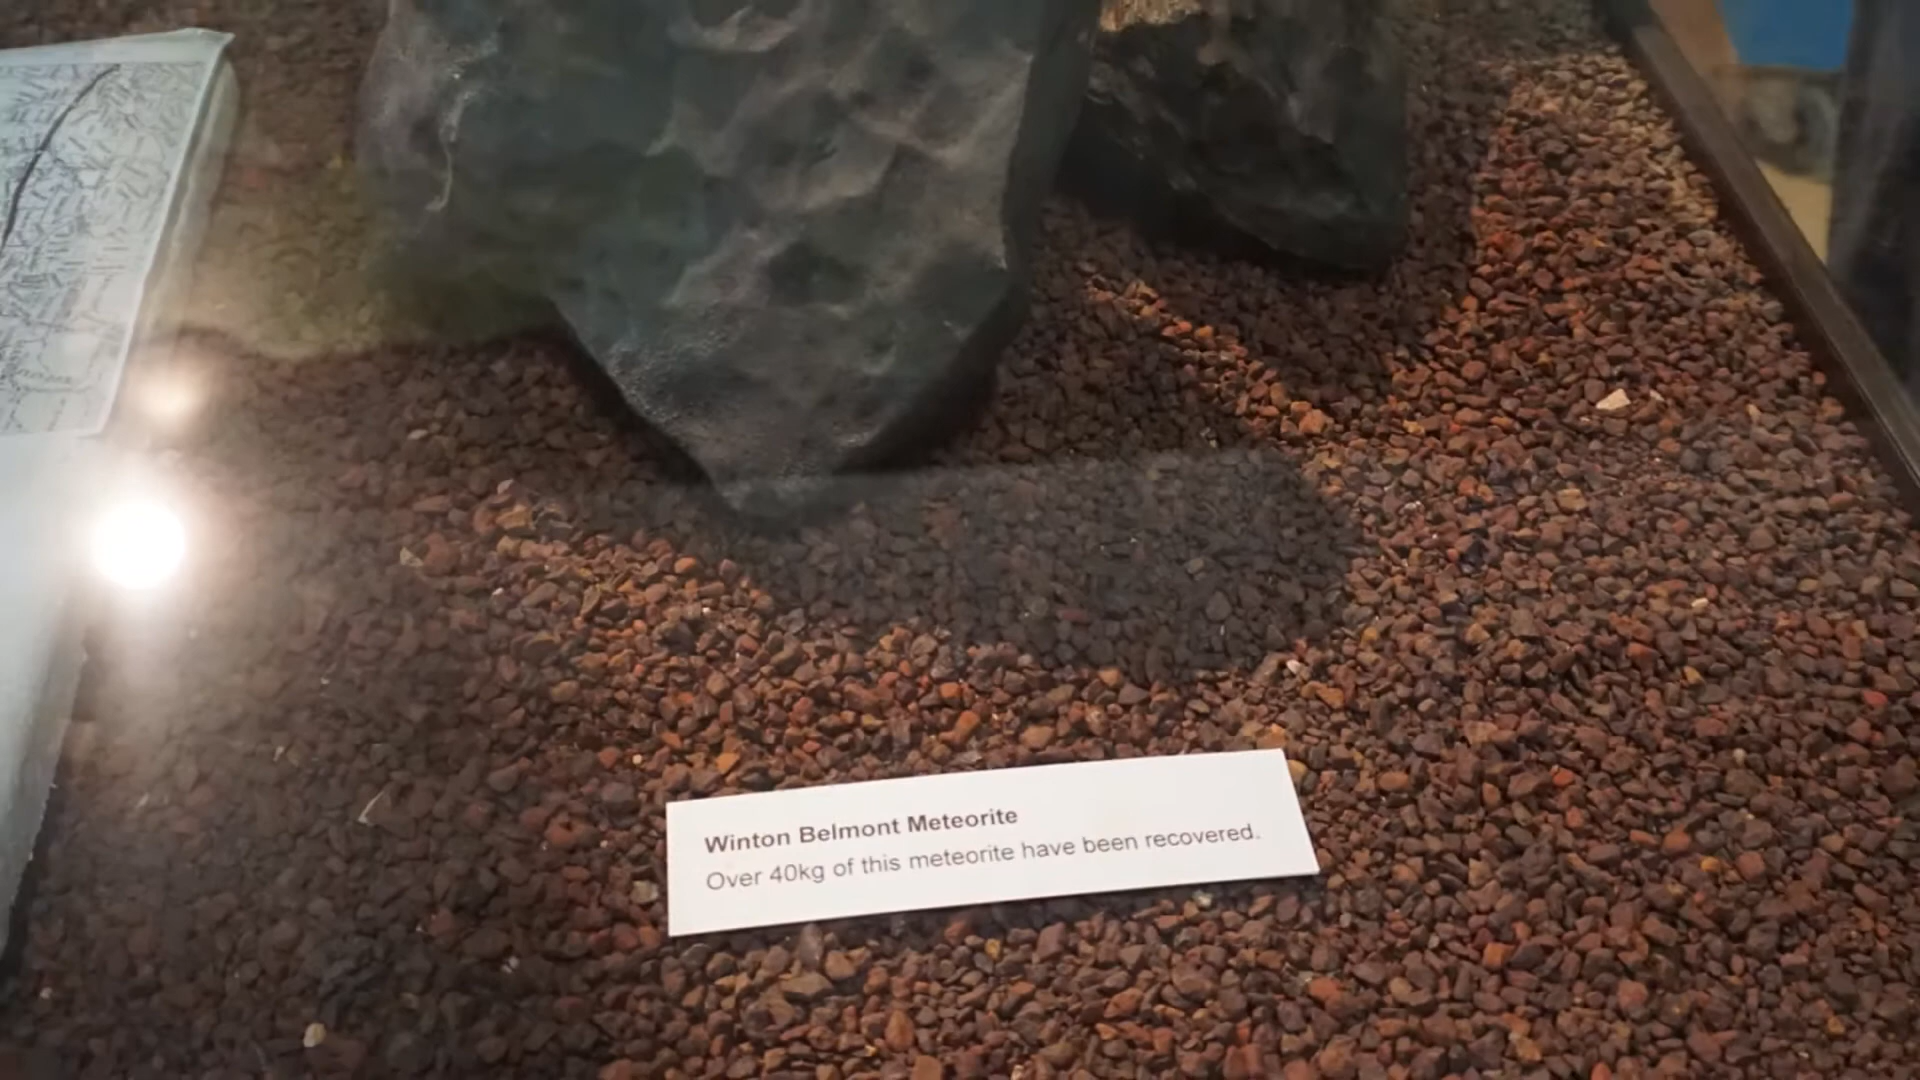 Winton Belmont Meteorite
Over 40kg of this meteorite have been recovered.